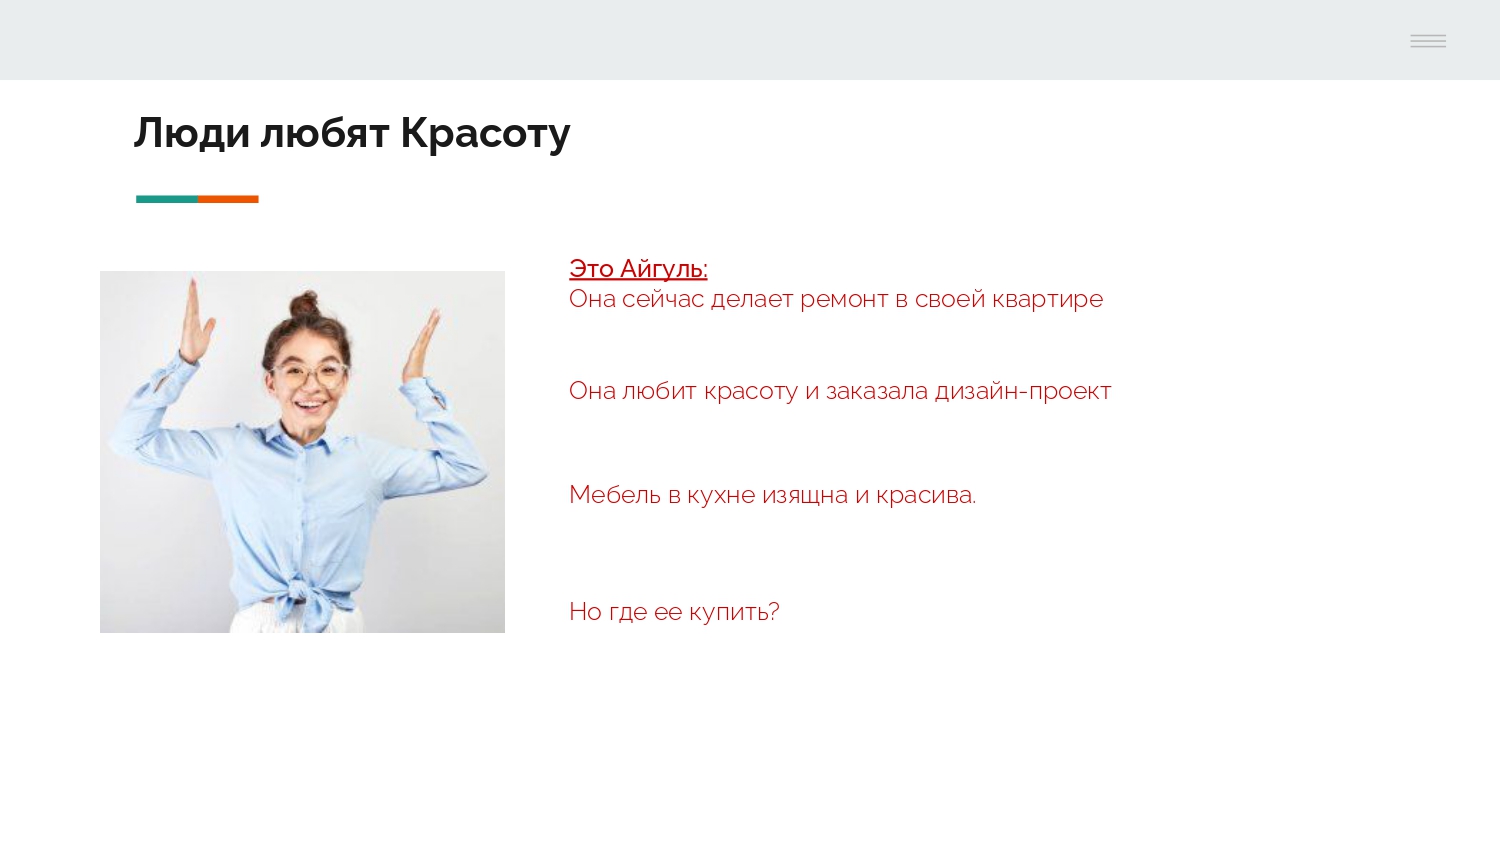 Люди любят Красоту
Это Айгуль:
Она сейчас делает ремонт в своей квартире
Она любит красоту и заказала дизайн-проект
Мебель в кухне изящна и красива.
Но где ее купить?